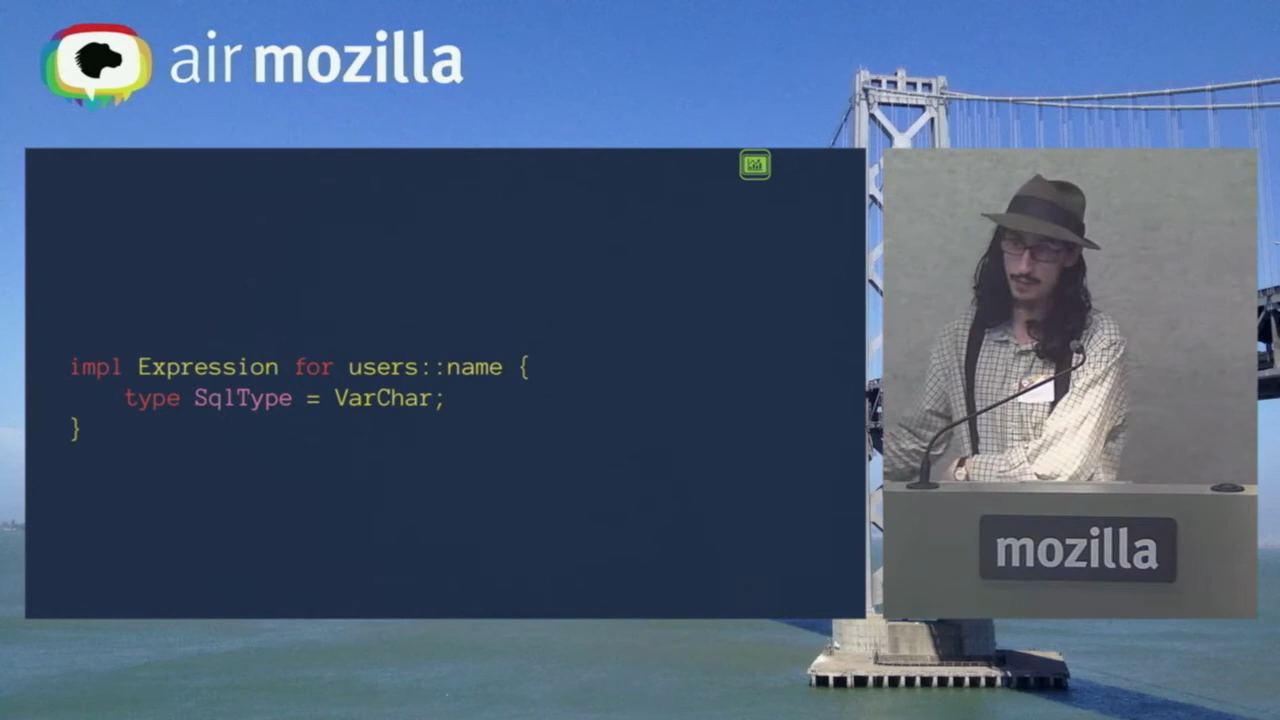 air mozilla
impl Expression for users::name {
    type SqlType = VarChar;
}
mozilla